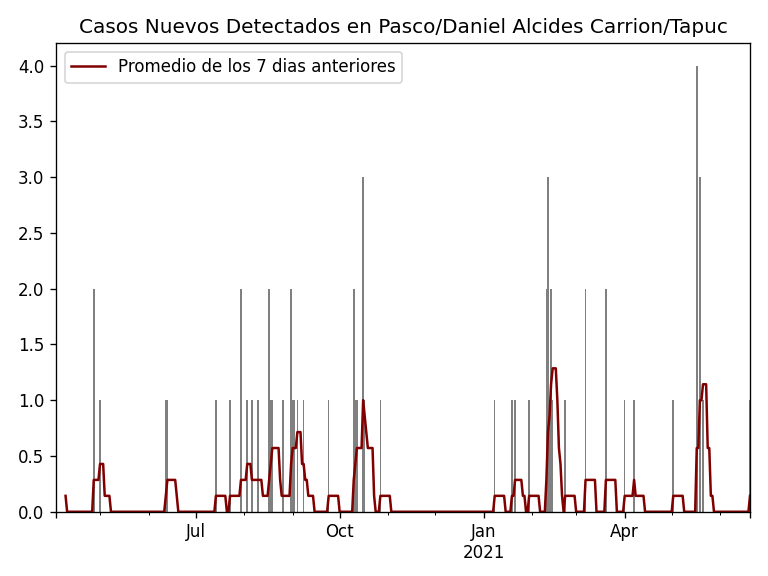 Casos Nuevos Detectados en Pasco/Daniel Alcides Carrion/Tapuc
Promedio de los 7 dias anteriores
4.0
3.5
3.0
2.5
2.0
1.5
1.0
0.5
0.0
Jul
Oct
Jan
Apr
2021